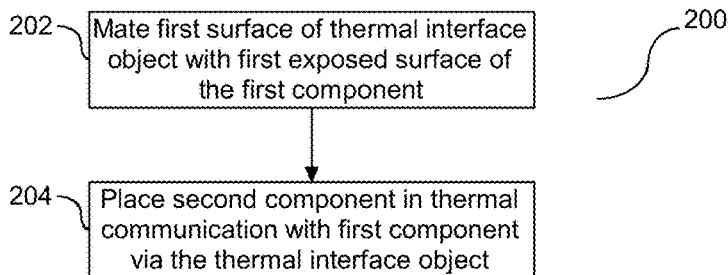 202
Mate first surface of thermal interface
object with first exposed surface of
the first component
200
204
Place second component in thermal
communication with first component
via the thermal interface object